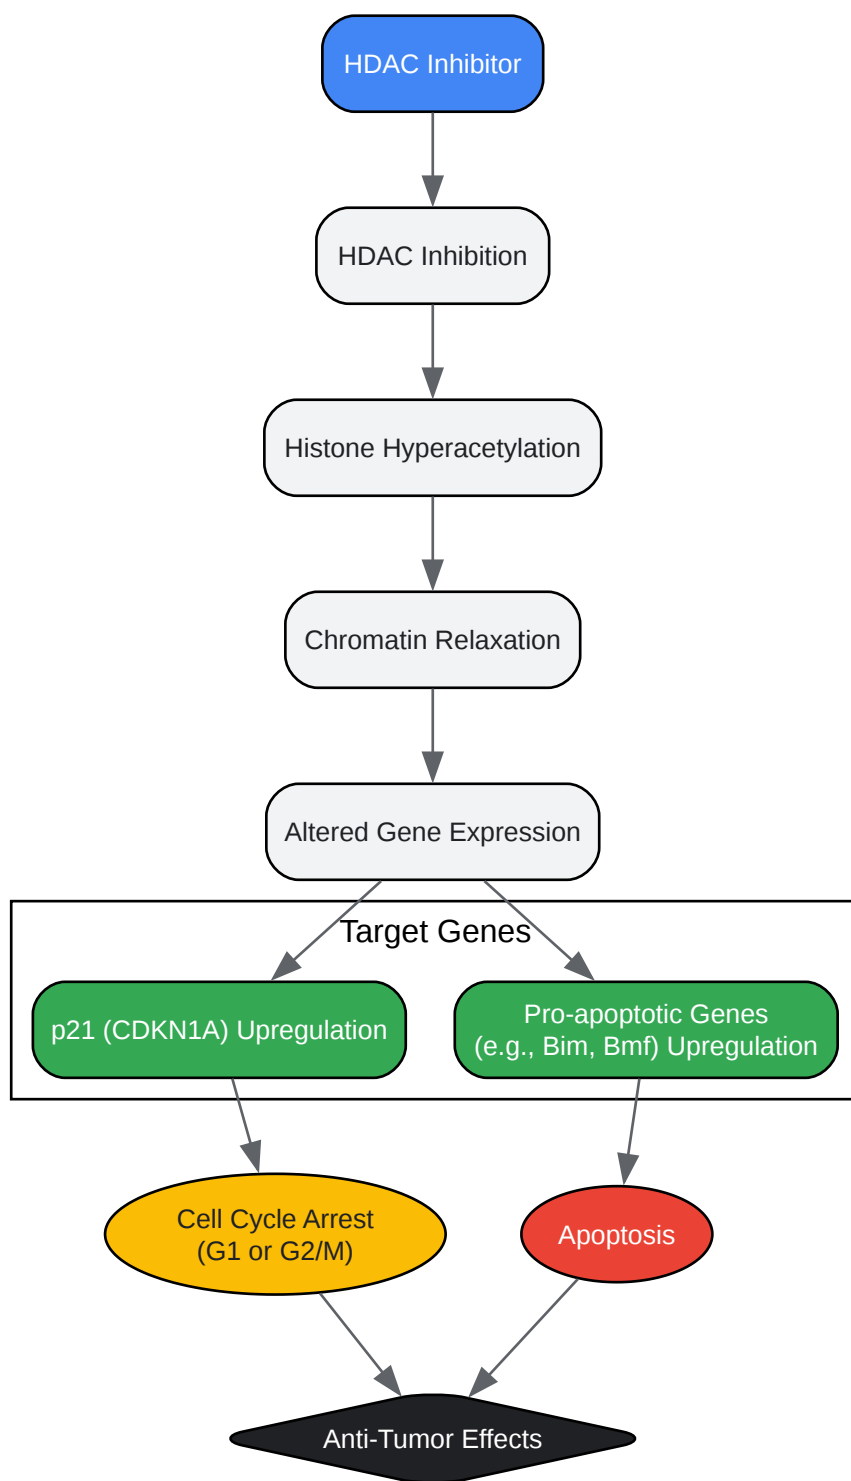 HDAC Inhibitor
HDAC Inhibition
Histone Hyperacetylation
Chromatin Relaxation
Altered Gene Expression
Target Genes
p21 (CDKN1A) Upregulation
Pro-apoptotic Genes
(e.g., Bim, Bmf) Upregulation
Cell Cycle Arrest
(G1 or G2/M)
Apoptosis
Anti-Tumor Effects